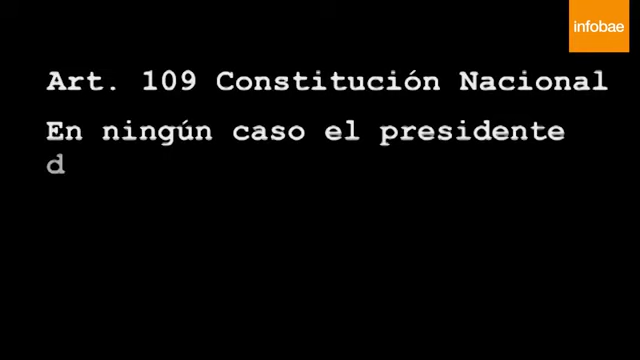 infobae
Art. 109 Constitución Nacional
En ningún caso el presidente
d